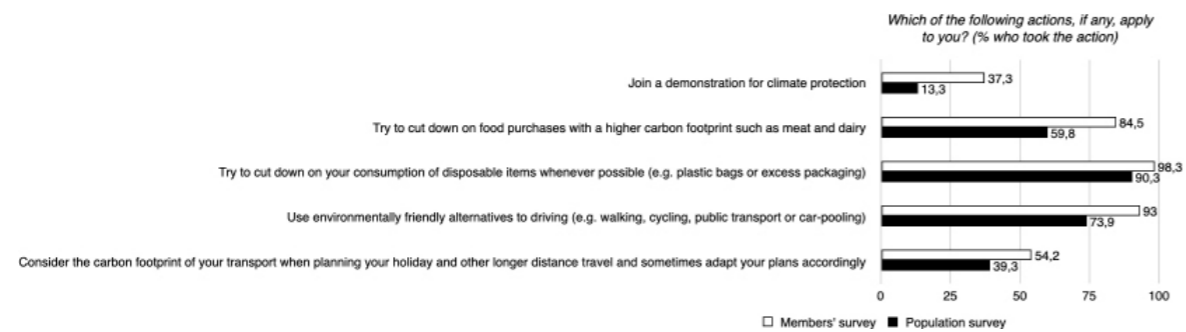 Which of the following actions, if any, apply
to you? (% who took the action)
Join a demonstration for climate protection
37,3
13,3
Try to cut down on food purchases with a higher carbon footprint such as meat and dairy
84,5
59,8
Try to cut down on your consumption of disposable items whenever possible (e.g. plastic bags or excess packaging)
98,3
90,3
Use environmentally friendly alternatives to driving (e.g. walking, cycling, public transport or car-pooling)
93
73,9
Consider the carbon footprint of your transport when planning your holiday and other longer distance travel and sometimes adapt your plans accordingly
54,2
39,3
0 25 50 75 100
Members' survey Population survey